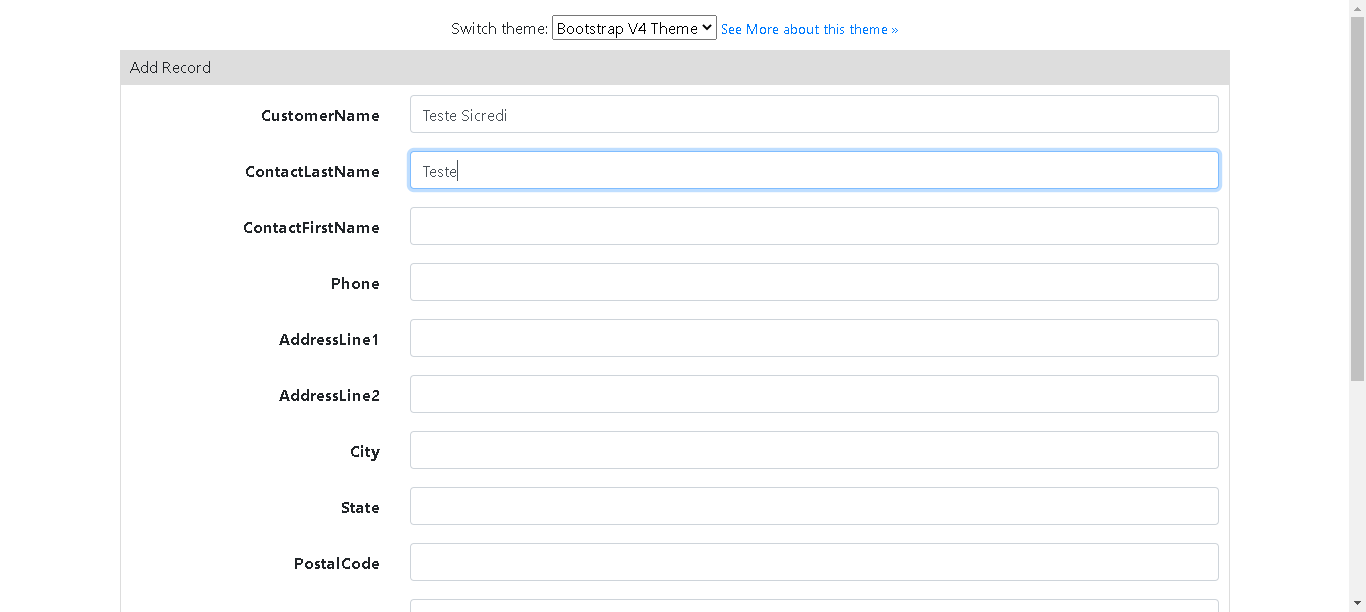 Switch theme: Bootstrap V4 Theme See More about this theme »
Add Record
CustomerName Teste Sicredi
ContactLastName Teste
ContactFirstName
Phone
AddressLine1
AddressLine2
City
State
PostalCode